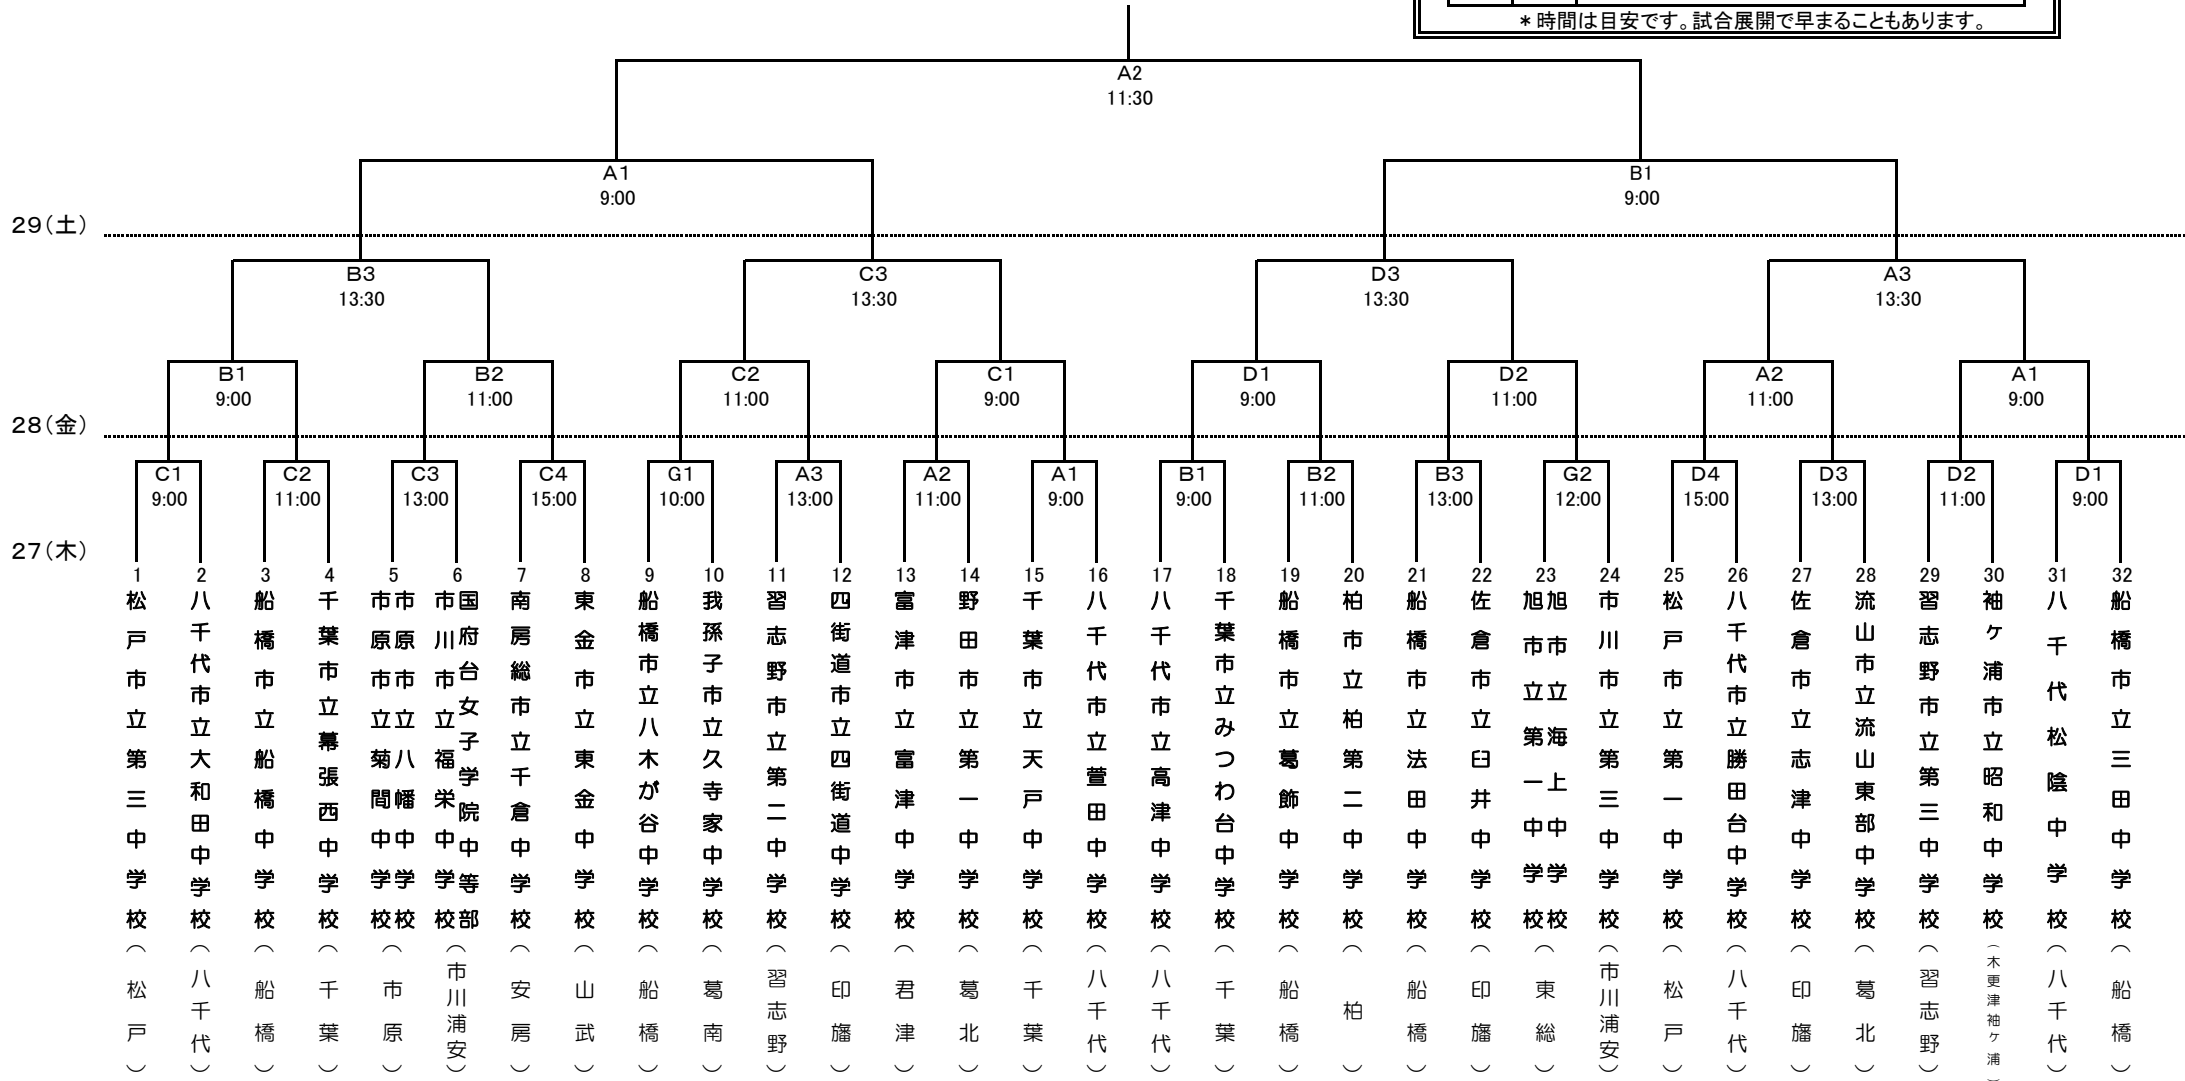 ＊時間は目安です。試合展開で早まることもあります。
A2
11:30
A1
9:00
B1
9:00
29(土)
B3
13:30
C3
13:30
D3
13:30
A3
13:30
B1
9:00
B2
11:00
C2
11:00
C1
9:00
D1
9:00
D2
11:00
A2
11:00
A1
9:00
28(金)
C1
9:00
C2
11:00
C3
13:00
C4
15:00
G1
10:00
A3
13:00
A2
11:00
A1
9:00
B1
9:00
B2
11:00
B3
13:00
G2
12:00
D4
15:00
D3
13:00
D2
11:00
D1
9:00
27(木)
1
松戸市立第三中学校
(松戸)
2
八千代市立大和田中学校
(八千代)
3
船橋市立船橋中学校
(船橋)
4
千葉市立幕張西中学校
(千葉)
5
市原市立八幡中学校
市原市立菊間中学校
(市原)
6
国府台女子学院中等部
市川市立福栄中学校
(市川浦安)
7
南房総市立千倉中学校
(安房)
8
東金市立東金中学校
(山武)
9
船橋市立八木が谷中学校
(船橋)
10
我孫子市立久寺家中学校
(葛南)
11
習志野市立第二中学校
(習志野)
12
四街道市立四街道中学校
(印旛)
13
富津市立富津中学校
(君津)
14
野田市立第一中学校
(葛北)
15
千葉市立天戸中学校
(千葉)
16
八千代市立萱田中学校
(八千代)
17
八千代市立高津中学校
(八千代)
18
千葉市立みつわ台中学校
(千葉)
19
船橋市立葛飾中学校
(船橋)
20
柏市立柏第二中学校
(柏)
21
船橋市立法田中学校
(船橋)
22
佐倉市立臼井中学校
(印旛)
23
旭市立海上中学校
旭市立第一中学校
(東総)
24
市川市立第三中学校
(市川浦安)
25
松戸市立第一中学校
(松戸)
26
八千代市立勝田台中学校
(八千代)
27
佐倉市立志津中学校
(印旛)
28
流山市立流山東部中学校
(葛北)
29
習志野市立第三中学校
(習志野)
30
袖ヶ浦市立昭和中学校
(木更津袖ケ浦)
31
八千代松陰中学校
(八千代)
32
船橋市立三田中学校
(船橋)